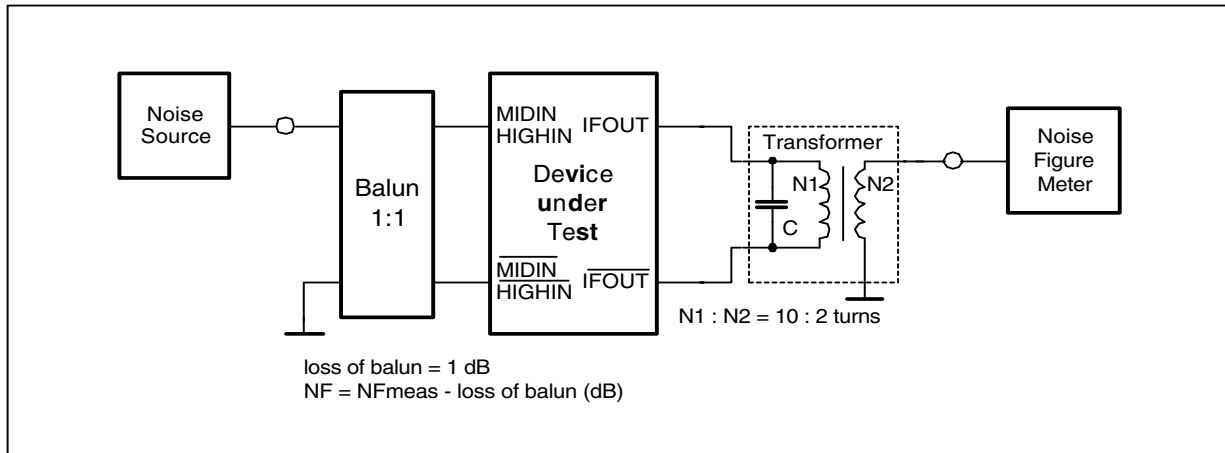 Noise
Source
Balun
1:1
MIDIN
HIGHIN
IFOUT
Device
under
Test
MIDIN
HIGHIN
IFOUT
Transformer
N1
N2
C
N1 : N2 = 10 : 2 turns
Noise
Figure
Meter
loss of balun = 1 dB
NF = NFmeas - loss of balun (dB)